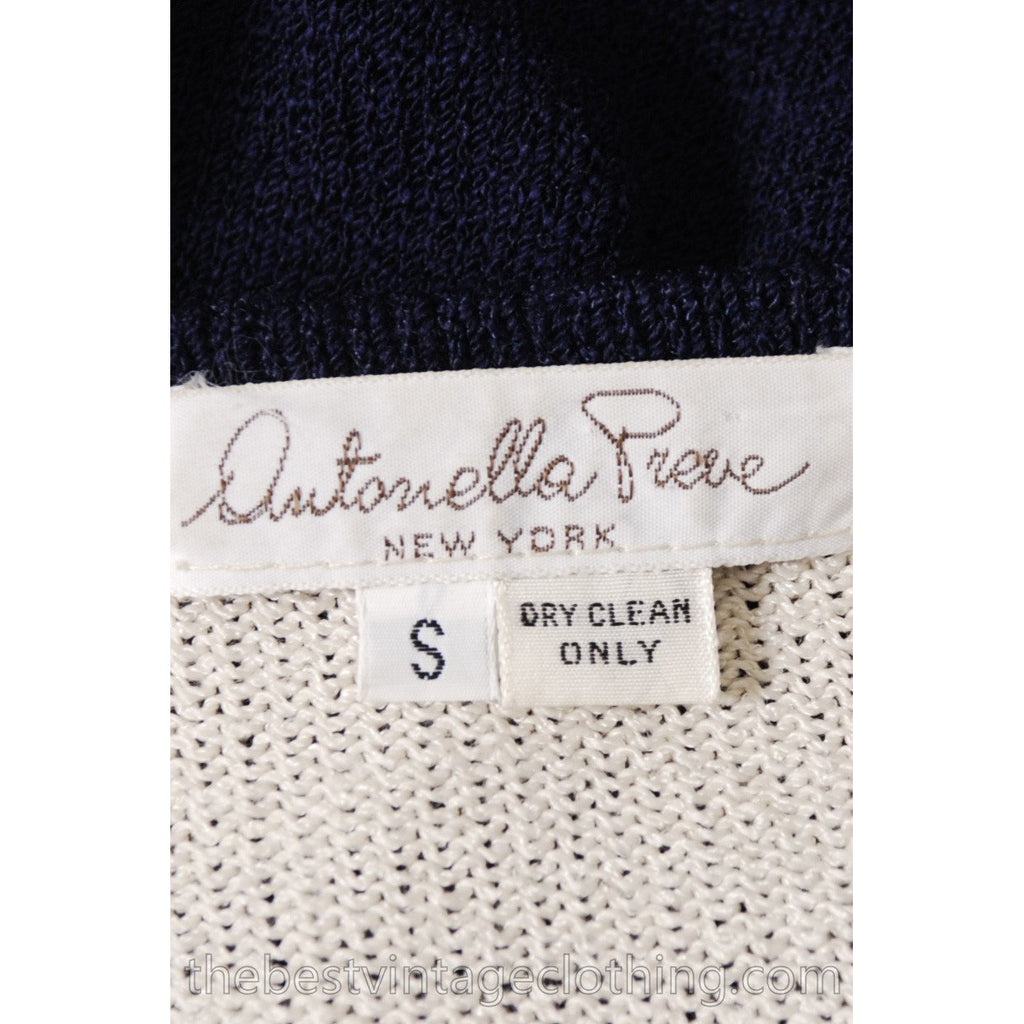 Antonella Preve
NEW YORK
S
DRY CLEAN
ONLY
thebestvintageclothing.com